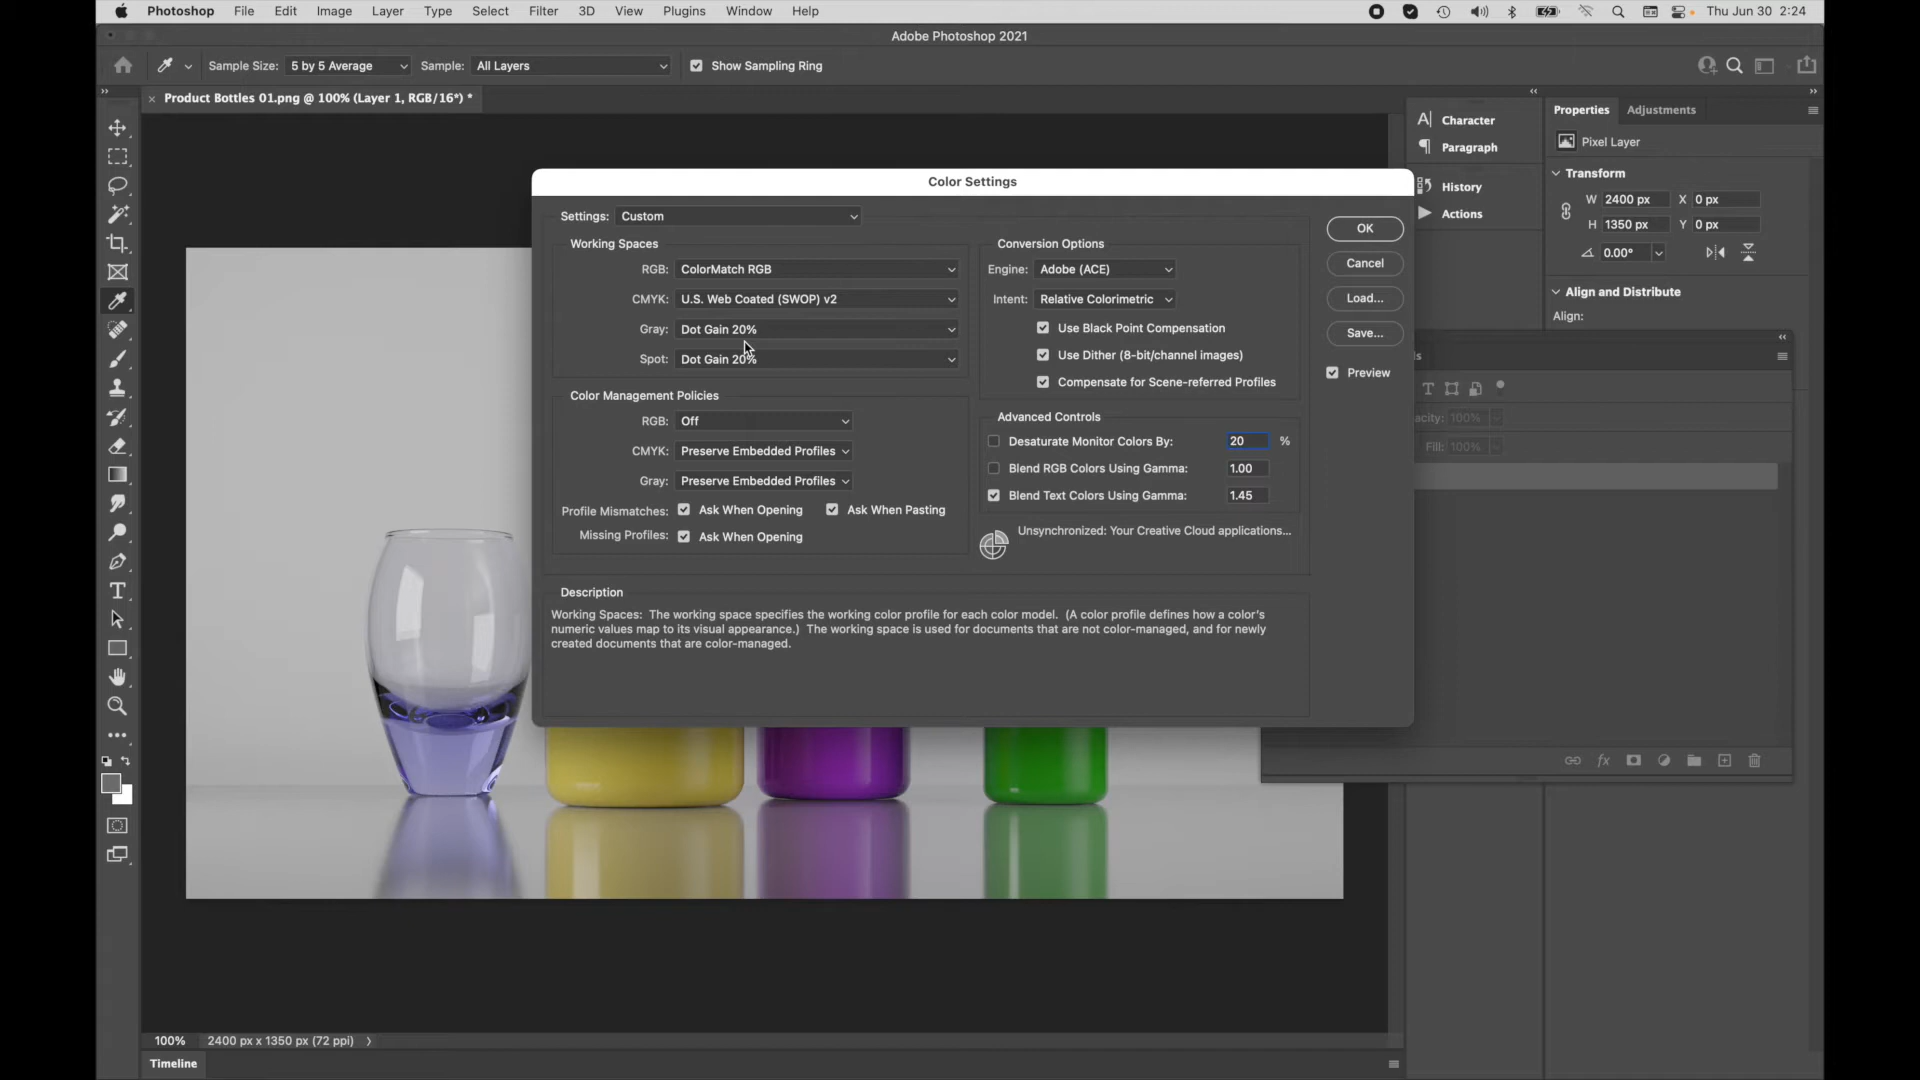 Photoshop File Edit Image Layer Type Select Filter 3D View Plugins Window Help Thu Jun 30 2:24
Adobe Photoshop 2021
Sample Size: 5 by 5 Average Sample: All Layers Show Sampling Ring
Product Bottles 01.png @ 100% (Layer 1, RGB/16*) *
Character
Paragraph
History
Actions
Properties Adjustments
Pixel Layer
Transform
W 2400 px X 0 px
H 1350 px Y 0 px
0.00°
Align and Distribute
Align:
Color Settings
Settings: Custom
Working Spaces
RGB: ColorMatch RGB
CMYK: U.S. Web Coated (SWOP) v2
Gray: Dot Gain 20%
Spot: Dot Gain 20%
Color Management Policies
RGB: Off
CMYK: Preserve Embedded Profiles
Gray: Preserve Embedded Profiles
Profile Mismatches: Ask When Opening Ask When Pasting
Missing Profiles: Ask When Opening
Conversion Options
Engine: Adobe (ACE)
Intent: Relative Colorimetric
Use Black Point Compensation
Use Dither (8-bit/channel images)
Compensate for Scene-referred Profiles
Advanced Controls
Desaturate Monitor Colors By: 20 %
Blend RGB Colors Using Gamma: 1.00
Blend Text Colors Using Gamma: 1.45
Unsynchronized: Your Creative Cloud applications...
OK
Cancel
Load...
Save...
Preview
Description
Working Spaces: The working space specifies the working color profile for each color model. (A color profile defines how a color's
numeric values map to its visual appearance.) The working space is used for documents that are not color-managed, and for newly
created documents that are color-managed.
ls
acity: 100%
Fill: 100%
fx
100% 2400 px x 1350 px (72 ppi)
Timeline